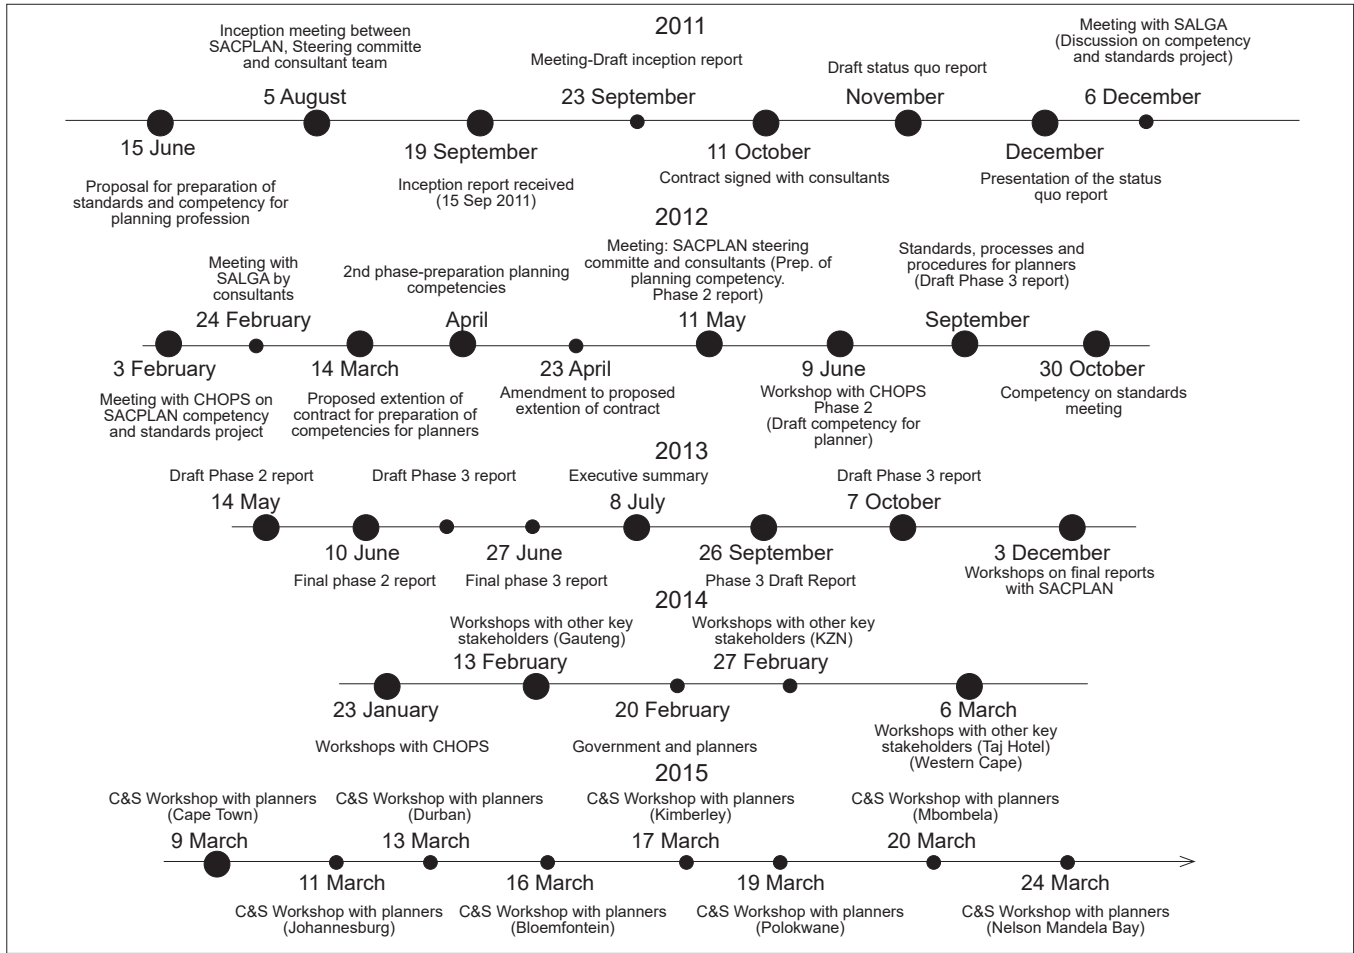 2011
Inception meeting between
SACPLAN, Steering committe
and consultant team
5 August
Meeting-Draft inception report
23 September
Draft status quo report
November
Meeting with SALGA
(Discussion on competency
and standards project)
6 December
15 June
Proposal for preparation of
standards and competency for
planning profession
19 September
Inception report received
(15 Sep 2011)
11 October
Contract signed with consultants
December
Presentation of the status
quo report
2012
Meeting with
SALGA by
consultants
24 February
2nd phase-preparation planning
competencies
April
Meeting: SACPLAN steering
committe and consultants (Prep. of
planning competency.
Phase 2 report)
11 May
Standards, processes and
procedures for planners
(Draft Phase 3 report)
September
3 February
Meeting with CHOPS on
SACPLAN competency
and standards project
14 March
Proposed extention of
contract for preparation of
competencies for planners
23 April
Amendment to proposed
extention of contract
9 June
Workshop with CHOPS
Phase 2
(Draft competency for
planner)
30 October
Competency on standards
meeting
2013
Draft Phase 2 report
14 May
Draft Phase 3 report
Executive summary
8 July
Draft Phase 3 report
7 October
10 June
Final phase 2 report
27 June
Final phase 3 report
26 September
Phase 3 Draft Report
3 December
Workshops on final reports
with SACPLAN
2014
Workshops with other key
stakeholders (Gauteng)
13 February
Workshops with other key
stakeholders (KZN)
27 February
23 January
Workshops with CHOPS
20 February
Government and planners
6 March
Workshops with other key
stakeholders (Taj Hotel)
(Western Cape)
2015
C&S Workshop with planners
(Cape Town)
9 March
C&S Workshop with planners
(Durban)
13 March
C&S Workshop with planners
(Kimberley)
17 March
C&S Workshop with planners
(Mbombela)
20 March
11 March
C&S Workshop with planners
(Johannesburg)
16 March
C&S Workshop with planners
(Bloemfontein)
19 March
C&S Workshop with planners
(Polokwane)
24 March
C&S Workshop with planners
(Nelson Mandela Bay)